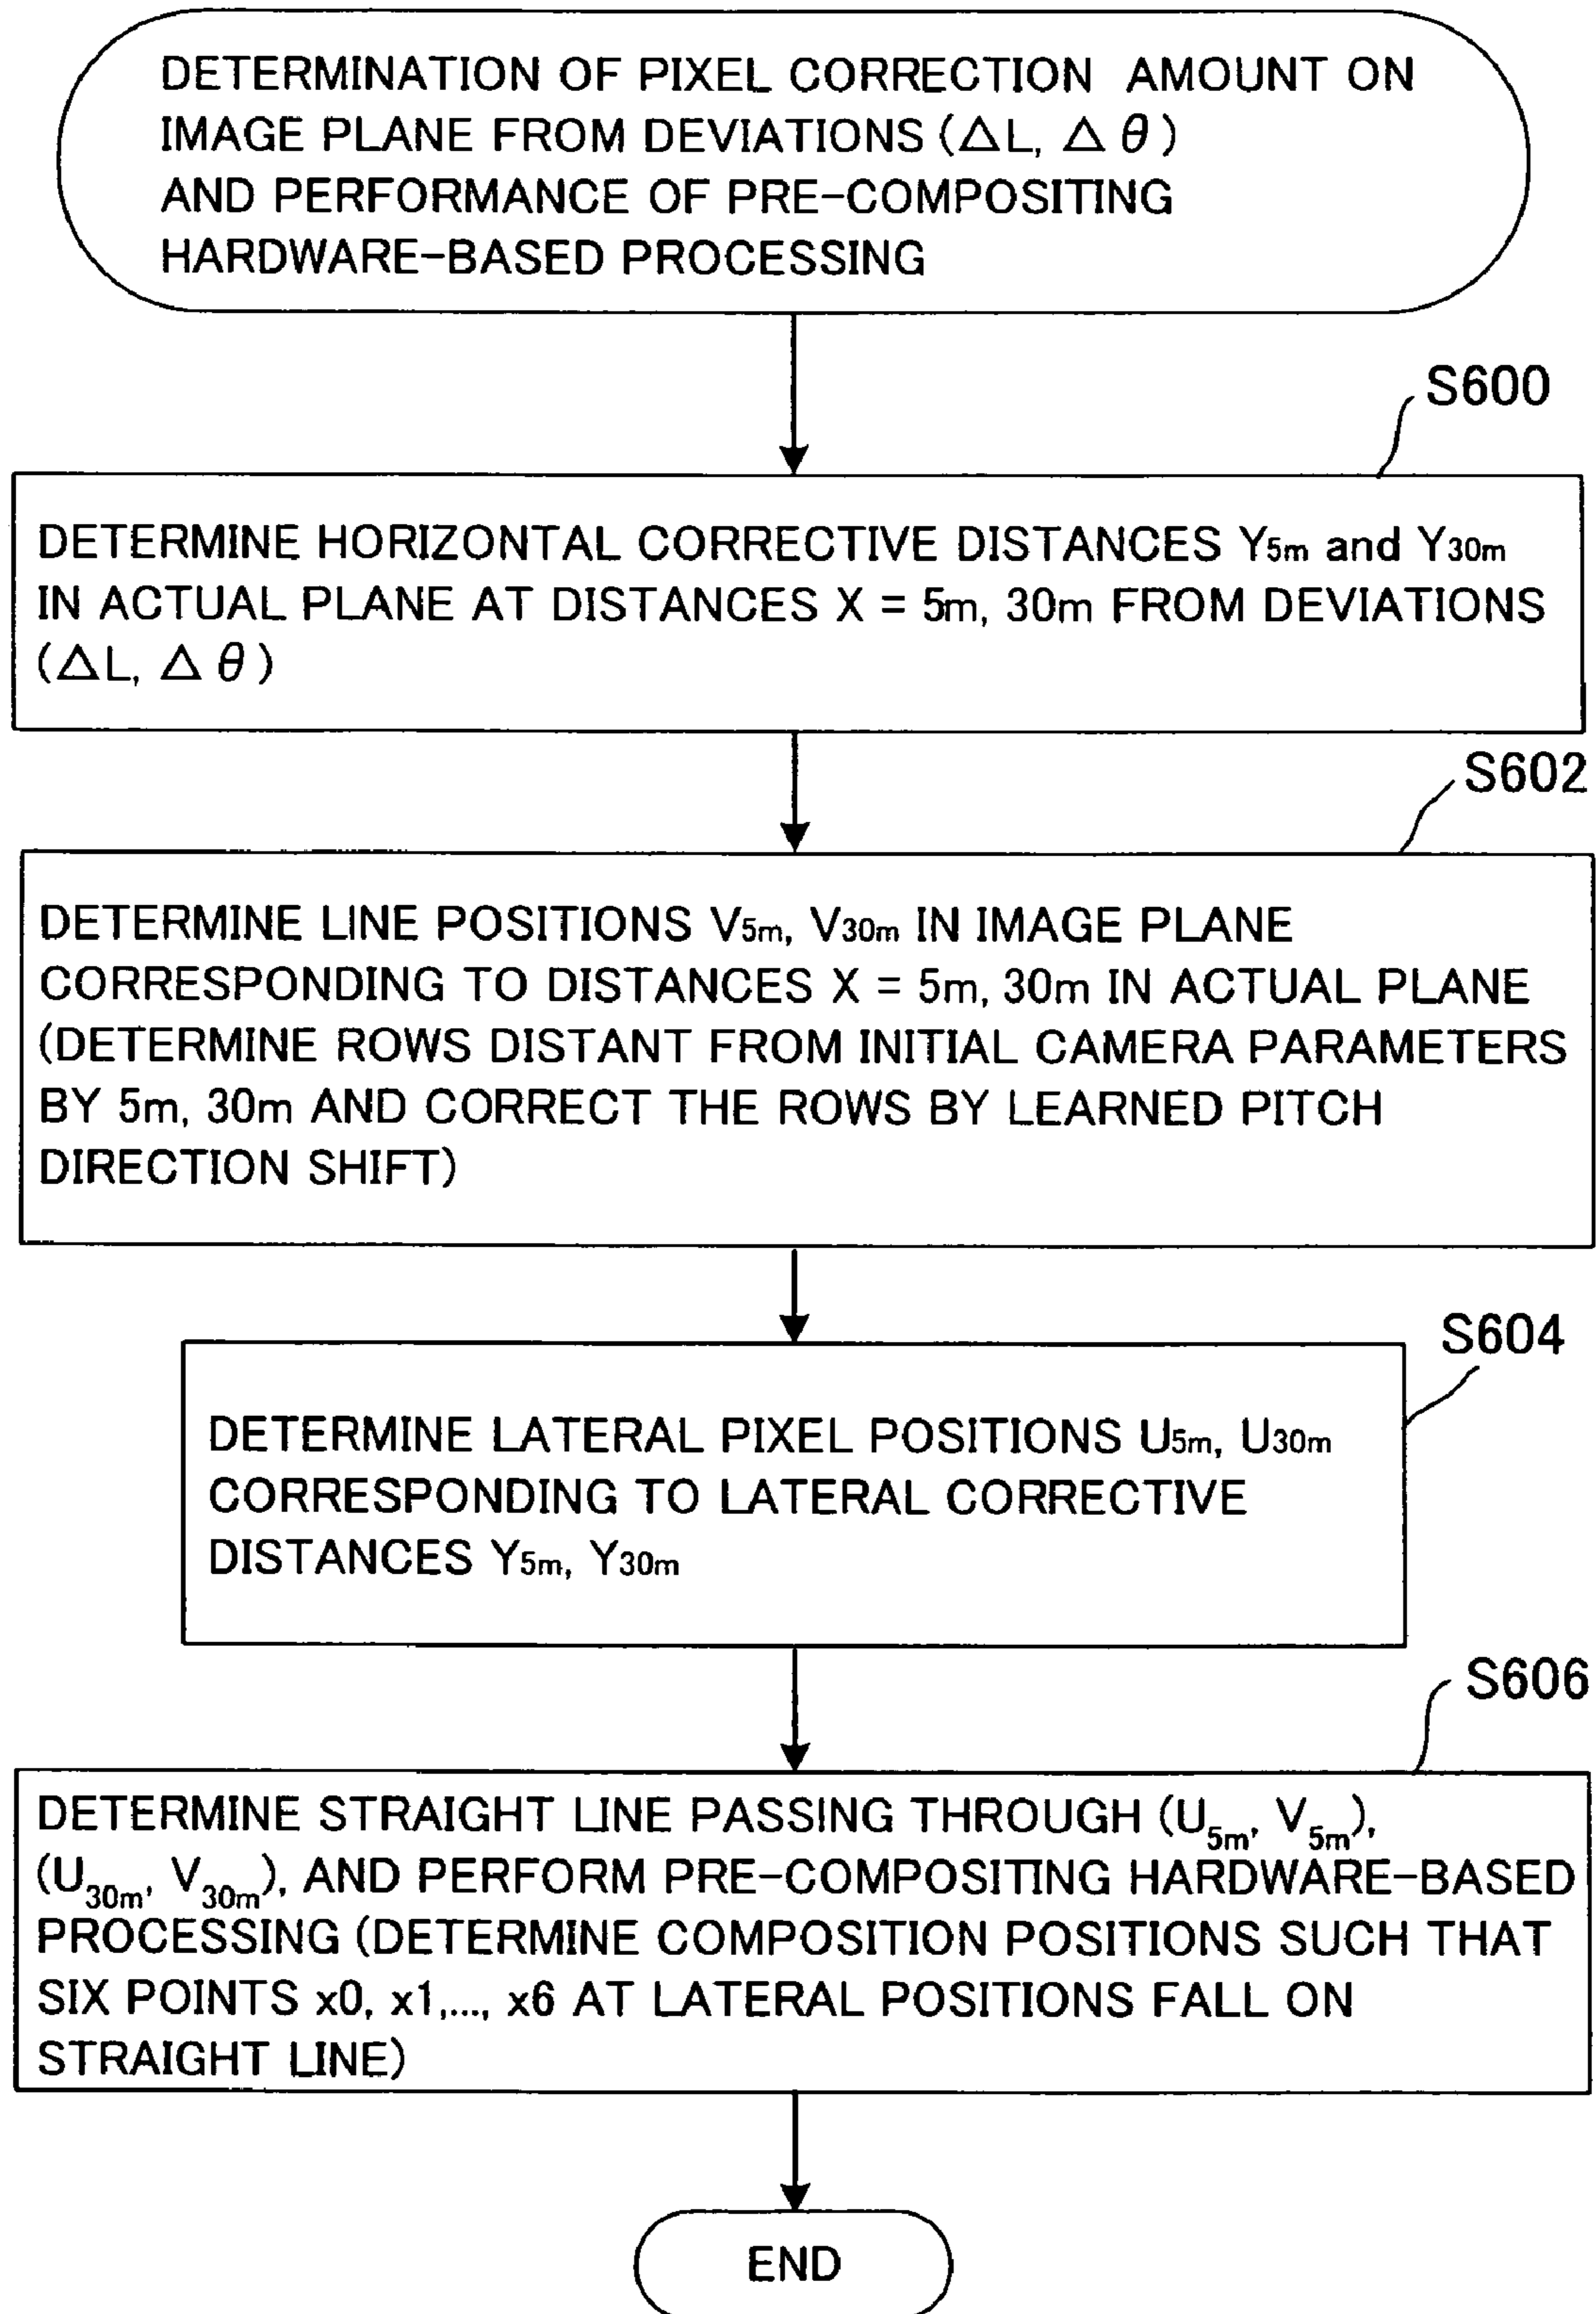 DETERMINATION OF PIXEL CORRECTION AMOUNT ON
IMAGE PLANE FROM DEVIATIONS (△L, △θ)
AND PERFORMANCE OF PRE-COMPOSITING
HARDWARE-BASED PROCESSING
S600
DETERMINE HORIZONTAL CORRECTIVE DISTANCES Y5m and Y30m
IN ACTUAL PLANE AT DISTANCES X = 5m, 30m FROM DEVIATIONS
(△L, △θ)
S602
DETERMINE LINE POSITIONS V5m, V30m IN IMAGE PLANE
CORRESPONDING TO DISTANCES X = 5m, 30m IN ACTUAL PLANE
(DETERMINE ROWS DISTANT FROM INITIAL CAMERA PARAMETERS
BY 5m, 30m AND CORRECT THE ROWS BY LEARNED PITCH
DIRECTION SHIFT)
S604
DETERMINE LATERAL PIXEL POSITIONS U5m, U30m
CORRESPONDING TO LATERAL CORRECTIVE
DISTANCES Y5m, Y30m
S606
DETERMINE STRAIGHT LINE PASSING THROUGH (U5m, V5m),
(U30m, V30m), AND PERFORM PRE-COMPOSITING HARDWARE-BASED
PROCESSING (DETERMINE COMPOSITION POSITIONS SUCH THAT
SIX POINTS x0, x1,..., x6 AT LATERAL POSITIONS FALL ON
STRAIGHT LINE)
END